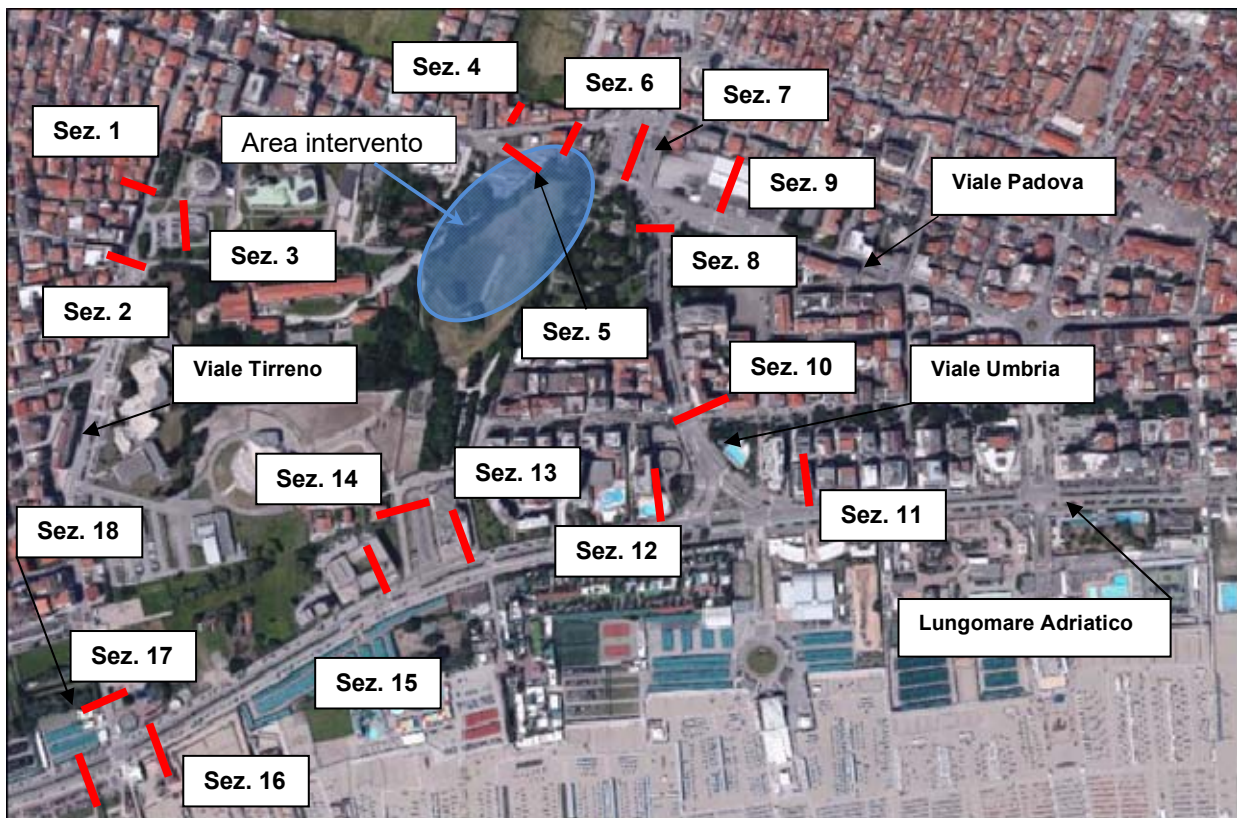 Sez. 4
Sez. 6
Sez. 7
Sez. 1
Area intervento
Sez. 9
Viale Padova
Sez. 3
Sez. 8
Sez. 2
Sez. 5
Viale Tirreno
Sez. 10
Viale Umbria
Sez. 14
Sez. 13
Sez. 18
Sez. 11
Sez. 12
Lungomare Adriatico
Sez. 17
Sez. 15
Sez. 16